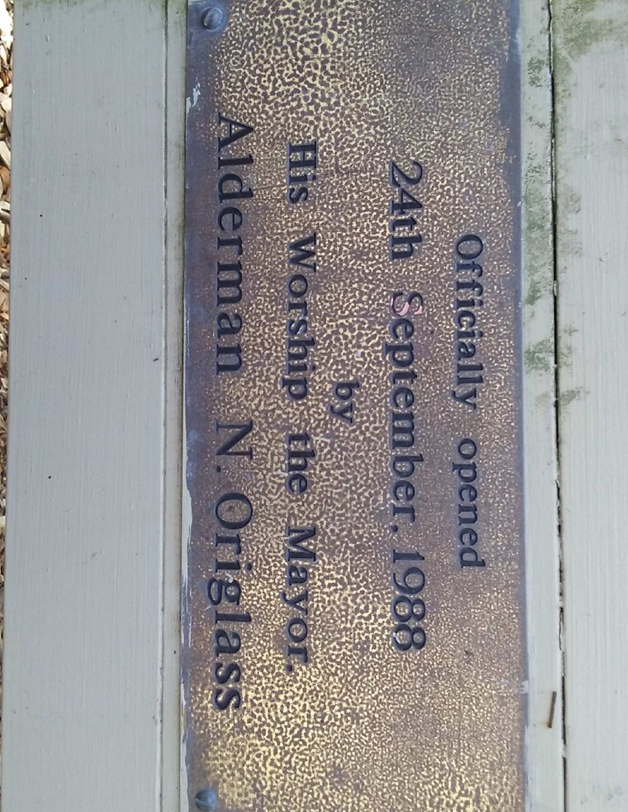 Officially opened
24th September, 1988
by
His Worship the Mayor.
Alderman N. Origlass